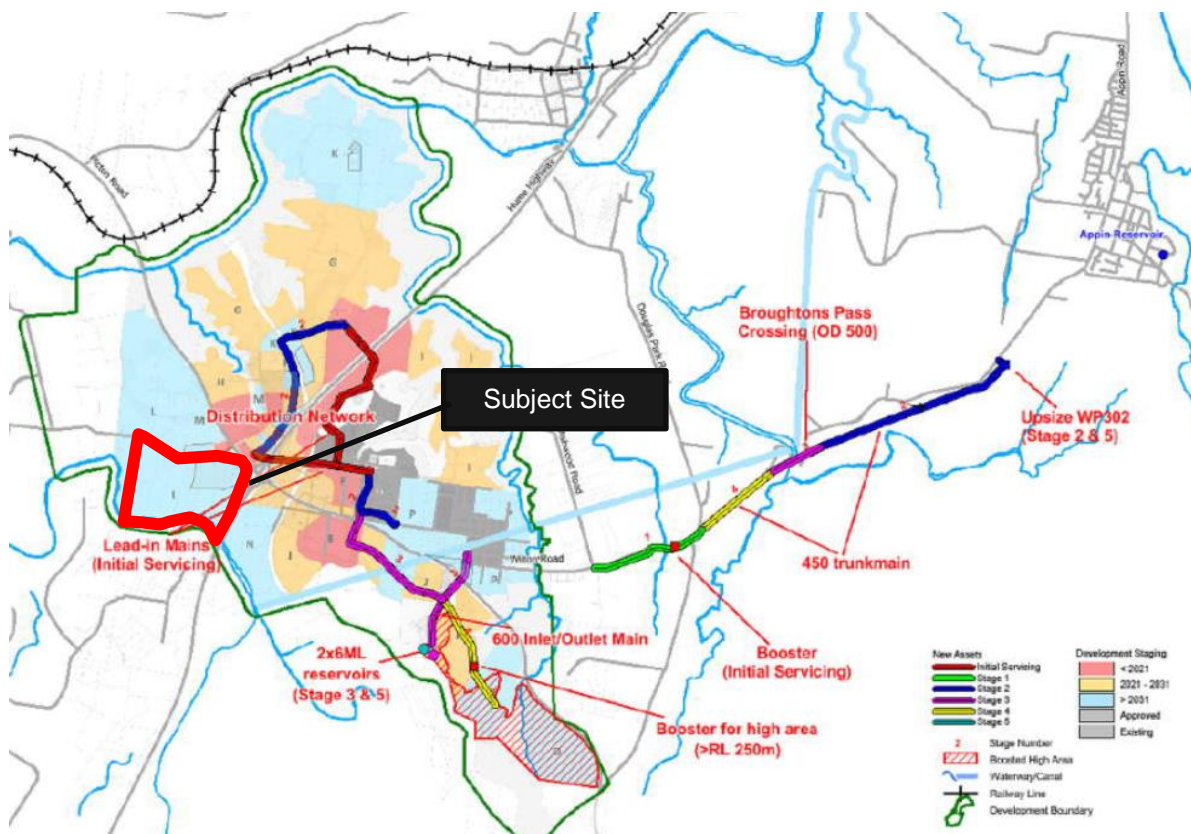 Picton Road
Hume Highway
Appin Road
Appin Reservoir
K
G
G
Subject Site
Broughtons Pass
Crossing (OD 500)
Upsize WP302
(Stage 2 & 5)
Distribution Network
M
M
H
L
P
N
J
J
Lead-in Mains
(Initial Servicing)
Wilton Road
450 trunkmain
600 Inlet/Outlet Main
2x6ML
reservoirs
(Stage 3 & 5)
Booster
(Initial Servicing)
Booster for high area
(>RL 250m)
New Assets
Initial Servicing
Stage 1
Stage 2
Stage 3
Stage 4
Stage 5
2 Stage Number
Boosted High Area
Waterway/Canal
Railway Line
Development Boundary
Development Staging
< 2021
2021 - 2031
> 2031
Approved
Existing